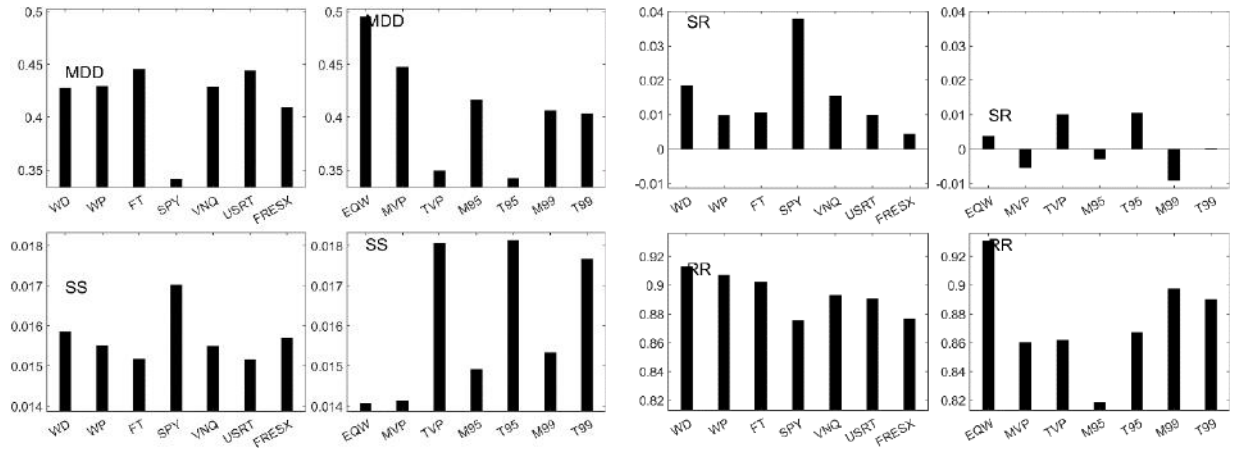 0.5
0.45
0.4
0.35
MDD
WD WP FT SPY VNQ USRT FRESX
0.5
0.45
0.4
0.35
MDD
EQW MVP TVP M95 T95 M99 T99
0.04
0.03
0.02
0.01
0
-0.01
SR
WD WP FT SPY VNQ USRT FRESX
0.04
0.03
0.02
0.01
0
-0.01
SR
EQW MVP TVP M95 T95 M99 T99
0.018
0.017
0.016
0.015
0.014
SS
WD WP FT SPY VNQ USRT FRESX
0.018
0.017
0.016
0.015
0.014
SS
EQW MVP TVP M95 T95 M99 T99
0.92
0.9
0.88
0.86
0.84
0.82
RR
WD WP FT SPY VNQ USRT FRESX
0.92
0.9
0.88
0.86
0.84
0.82
RR
EQW MVP TVP M95 T95 M99 T99